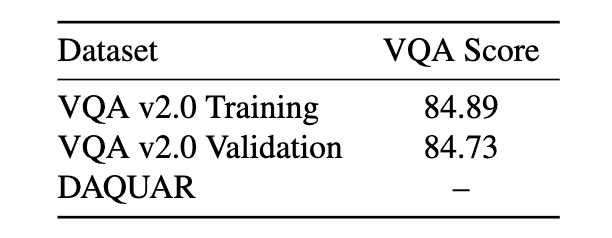 Dataset VQA Score
VQA v2.0 Training 84.89
VQA v2.0 Validation 84.73
DAQUAR –